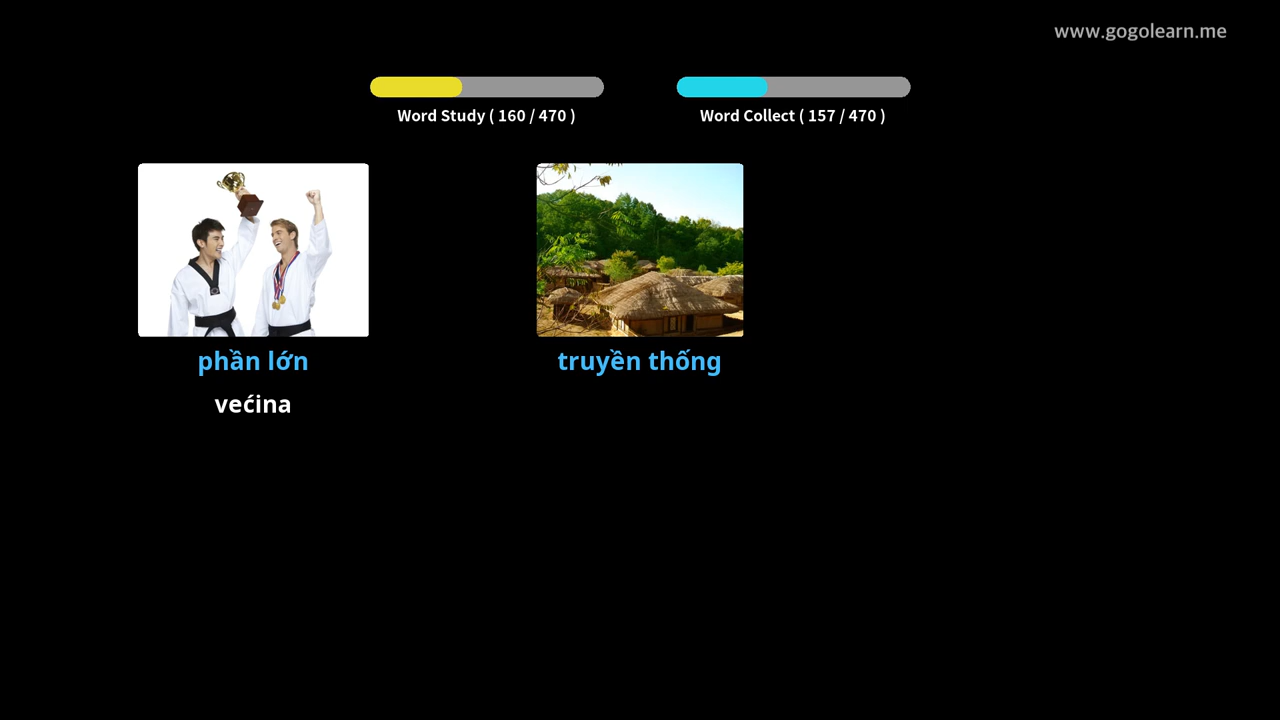 www.gogolearn.me
Word Study ( 160 / 470 )
Word Collect ( 157 / 470 )
phần lớn
truyền thống
većina